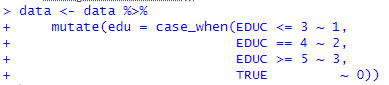 > data <- data %>%
+     mutate(edu = case_when(EDUC <= 3 ~ 1,
+                            EDUC == 4 ~ 2,
+                            EDUC >= 5 ~ 3,
+                            TRUE      ~ 0))